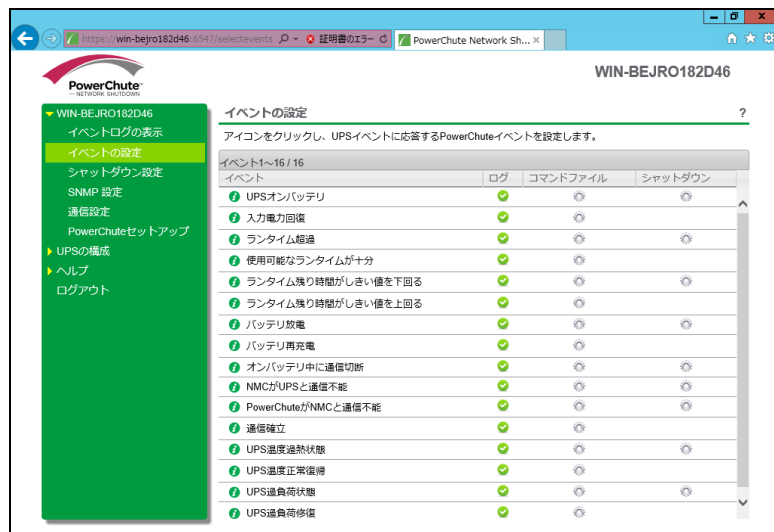 https://win-bejro182d46:6547/selectevents
証明書のエラー
PowerChute Network Sh...
PowerChute™
NETWORK SHUTDOWN
WIN-BEJRO182D46
WIN-BEJRO182D46
イベントログの表示
イベントの設定
シャットダウン設定
SNMP 設定
通信設定
PowerChuteセットアップ
UPSの構成
ヘルプ
ログアウト
イベントの設定 ?
アイコンをクリックし、UPSイベントに応答するPowerChuteイベントを設定します。
イベント1～16 / 16
イベント ログ コマンドファイル シャットダウン
UPSオンバッテリ
入力電力回復
ランタイム超過
使用可能なランタイムが十分
ランタイム残り時間がしきい値を下回る
ランタイム残り時間がしきい値を上回る
バッテリ放電
バッテリ再充電
オンバッテリ中に通信切断
NMCがUPSと通信不能
PowerChuteがNMCと通信不能
通信確立
UPS温度過熱状態
UPS温度正常復帰
UPS過負荷状態
UPS過負荷修復